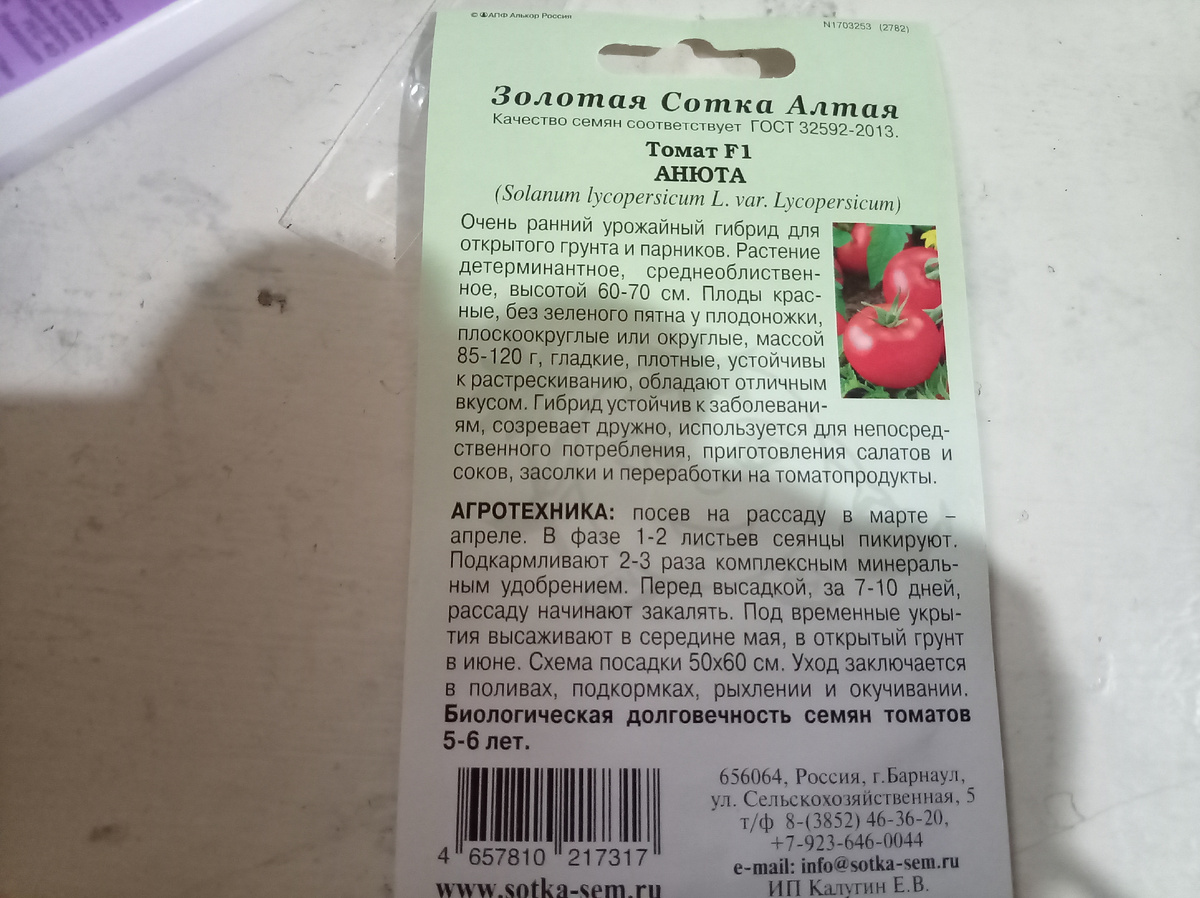 © АПФ Алькор Россия
N1703253 (2782)
Золотая Сотка Алтая
Качество семян соответствует ГОСТ 32592-2013.
Томат F1
АНЮТА
(Solanum lycopersicum L. var. Lycopersicum)
Очень ранний урожайный гибрид для
открытого грунта и парников. Растение
детерминантное, среднеоблиствен-
ное, высотой 60-70 см. Плоды крас-
ные, без зеленого пятна у плодоножки,
плоскоокруглые или округлые, массой
85-120 г, гладкие, плотные, устойчивы
к растрескиванию, обладают отличным
вкусом. Гибрид устойчив к заболевани-
ям, созревает дружно, используется для непосред-
ственного потребления, приготовления салатов и
соков, засолки и переработки на томатопродукты.
АГРОТЕХНИКА: посев на рассаду в марте –
апреле. В фазе 1-2 листьев сеянцы пикируют.
Подкармливают 2-3 раза комплексным минераль-
ным удобрением. Перед высадкой, за 7-10 дней,
рассаду начинают закалять. Под временные укры-
тия высаживают в середине мая, в открытый грунт
в июне. Схема посадки 50х60 см. Уход заключается
в поливах, подкормках, рыхлении и окучивании.
Биологическая долговечность семян томатов
5-6 лет.
4 657810 217317
www.sotka-sem.ru
656064, Россия, г.Барнаул,
ул. Сельскохозяйственная, 5
т/ф 8-(3852) 46-36-20,
+7-923-646-0044
e-mail: info@sotka-sem.ru
ИП Калугин Е.В.